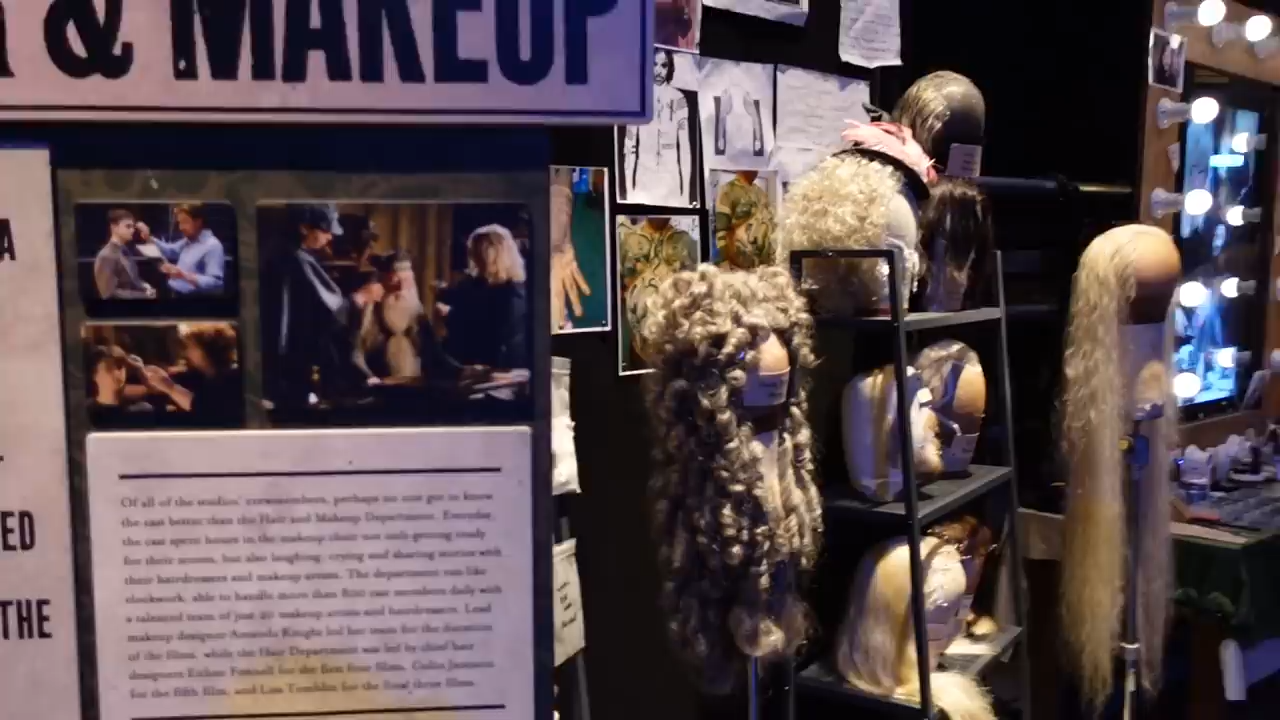 & MAKEUP
A
ED
THE
Of all of the studios' crewmembers, perhaps no one got to know
the cast better than the Hair and Makeup Department. Everyday,
the cast spent hours in the makeup chair not only getting ready
for their scenes, but also laughing, crying and sharing stories with
their hairdressers and makeup artists. The department ran like
clockwork, able to handle more than 800 cast members daily with
a talented team of just 40 makeup artists and hairdressers. Lead
makeup designer Amanda Knight led her team for the duration
of the films, while the Hair Department was led by chief hair
designers Eithne Fennell for the first four films, Colin Jamison
for the fifth film, and Lisa Tomblin for the final three films.